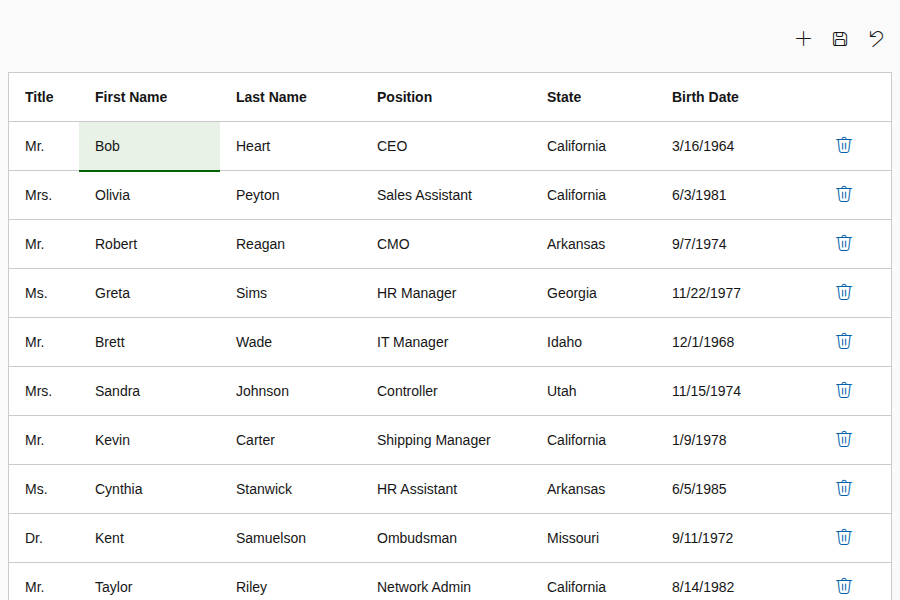 Title First Name Last Name Position State Birth Date
Mr. Bob Heart CEO California 3/16/1964
Mrs. Olivia Peyton Sales Assistant California 6/3/1981
Mr. Robert Reagan CMO Arkansas 9/7/1974
Ms. Greta Sims HR Manager Georgia 11/22/1977
Mr. Brett Wade IT Manager Idaho 12/1/1968
Mrs. Sandra Johnson Controller Utah 11/15/1974
Mr. Kevin Carter Shipping Manager California 1/9/1978
Ms. Cynthia Stanwick HR Assistant Arkansas 6/5/1985
Dr. Kent Samuelson Ombudsman Missouri 9/11/1972
Mr. Taylor Riley Network Admin California 8/14/1982